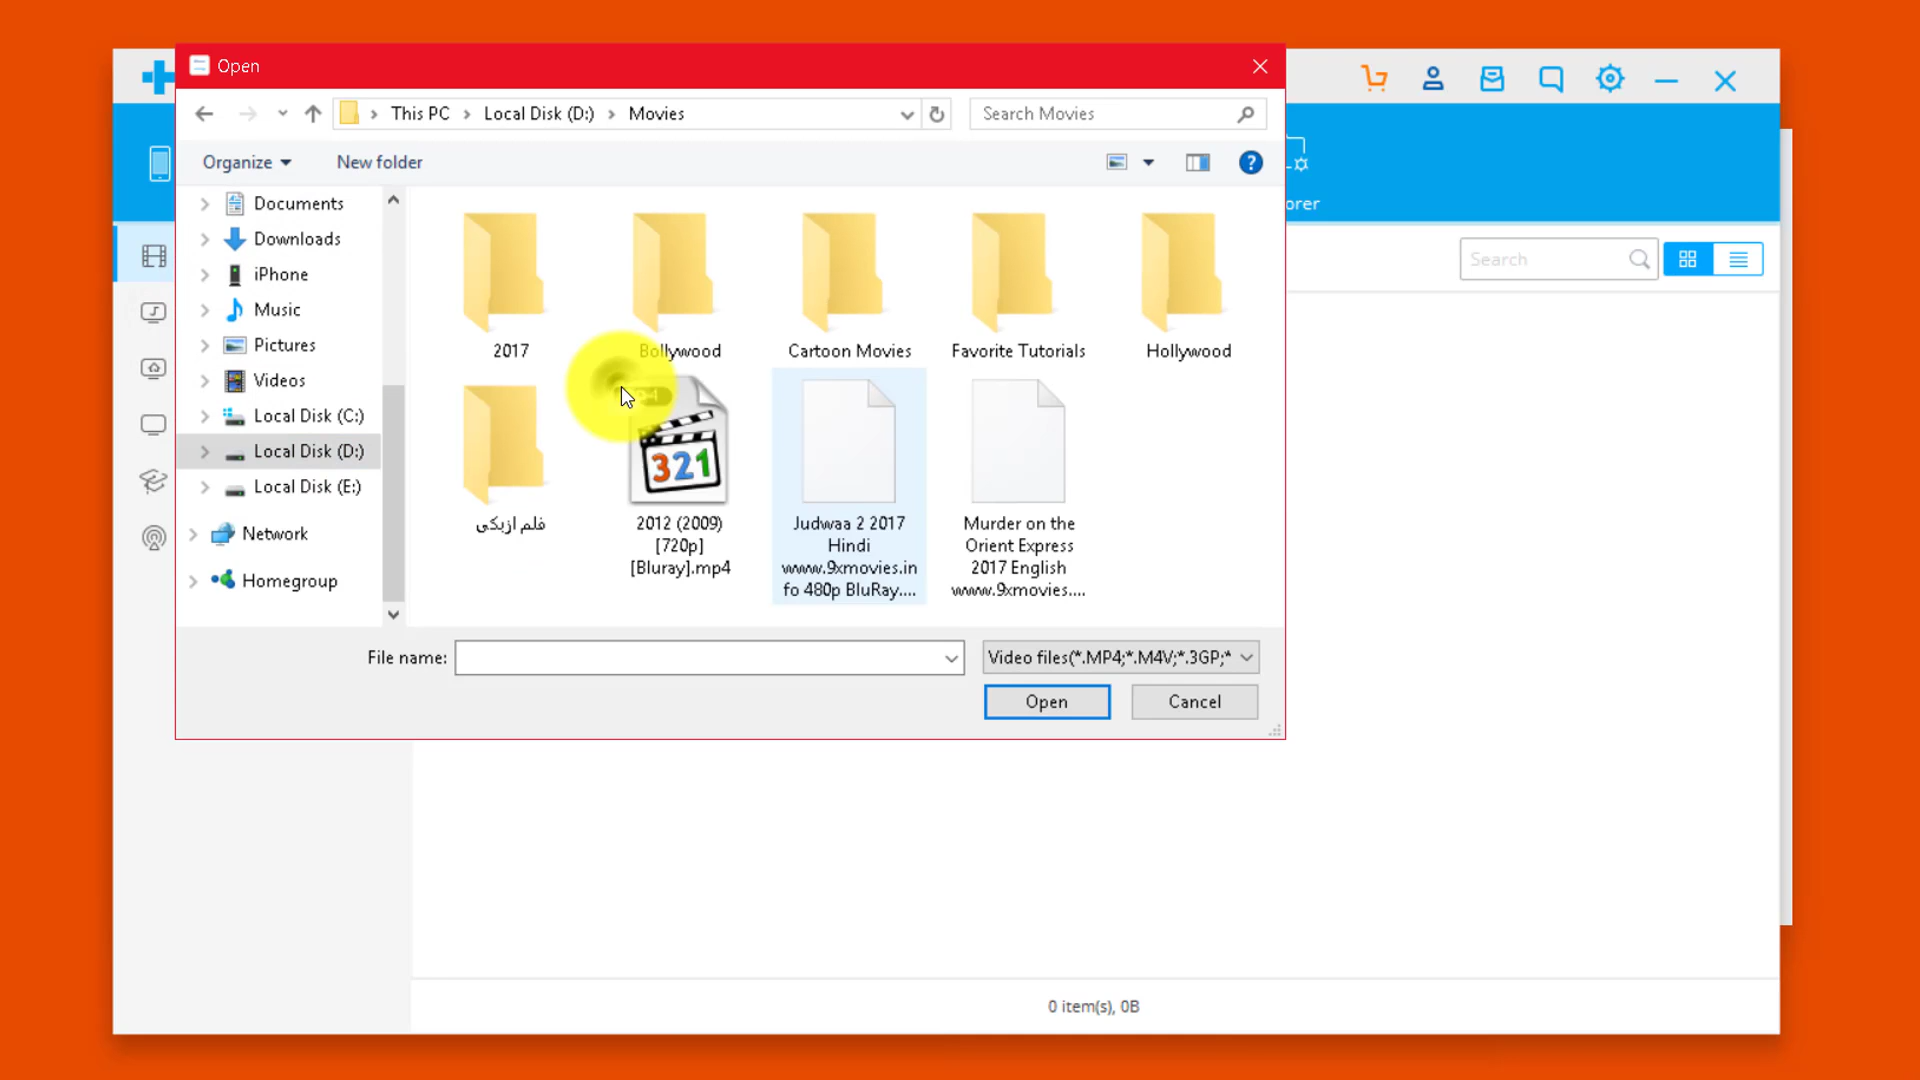 Open
This PC
Local Disk (D:)
Movies
Search Movies
Organize
New folder
orer
Search
Documents
Downloads
iPhone
Music
Pictures
Videos
Local Disk (C:)
Local Disk (D:)
Local Disk (E:)
Network
Homegroup
2017
Bollywood
Cartoon Movies
Favorite Tutorials
Hollywood
فلم ازبکی
321
2012 (2009)
[720p]
[Bluray].mp4
Judwaa 2 2017
Hindi
www.9xmovies.in
fo 480p BluRay....
Murder on the
Orient Express
2017 English
www.9xmovies....
File name:
Video files(*.MP4;*.M4V;*.3GP;*
Open
Cancel
0 item(s), 0B